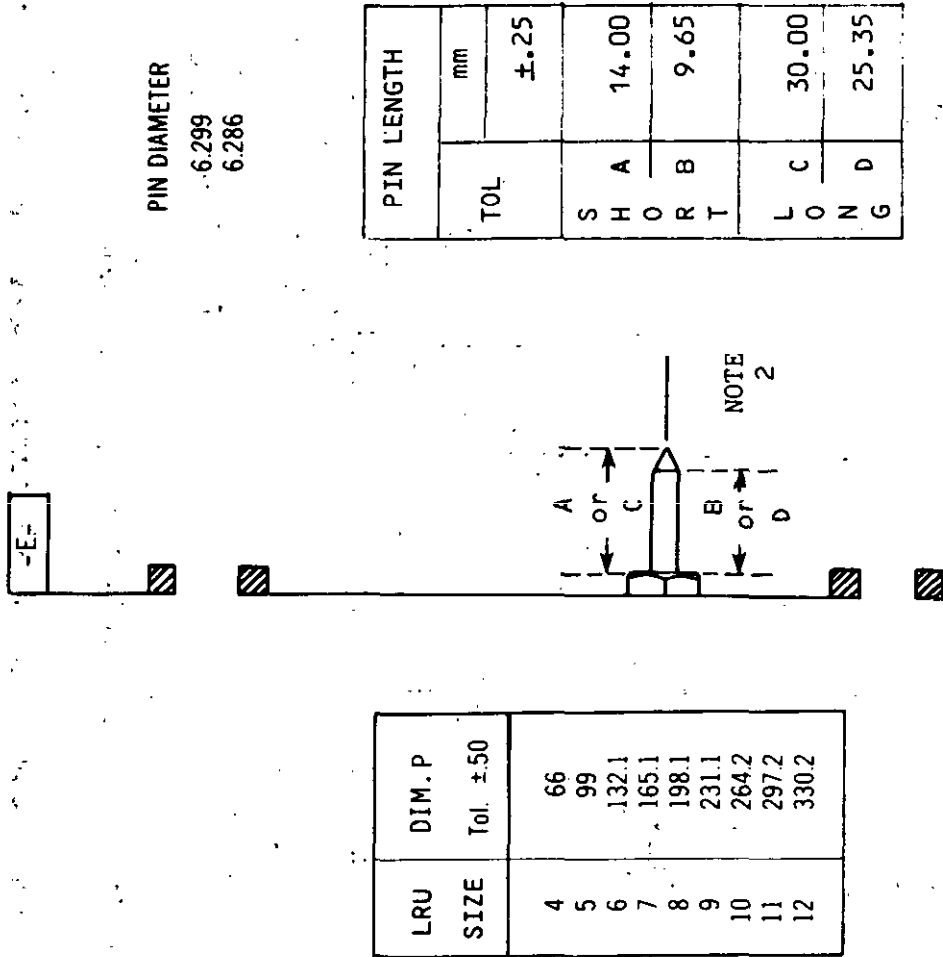 -E-
PIN DIAMETER
6.299
6.286
PIN LENGTH
TOL
mm
±.25
SHORT
A 14.00
B 9.65
LONG
C 30.00
D 25.35
A
or
C
B
or
D
NOTE
2
LRU DIM.P
SIZE Tol. ±.50
4 66
5 99
6 132.1
7 165.1
8 198.1
9 231.1
10 264.2
11 297.2
12 330.2